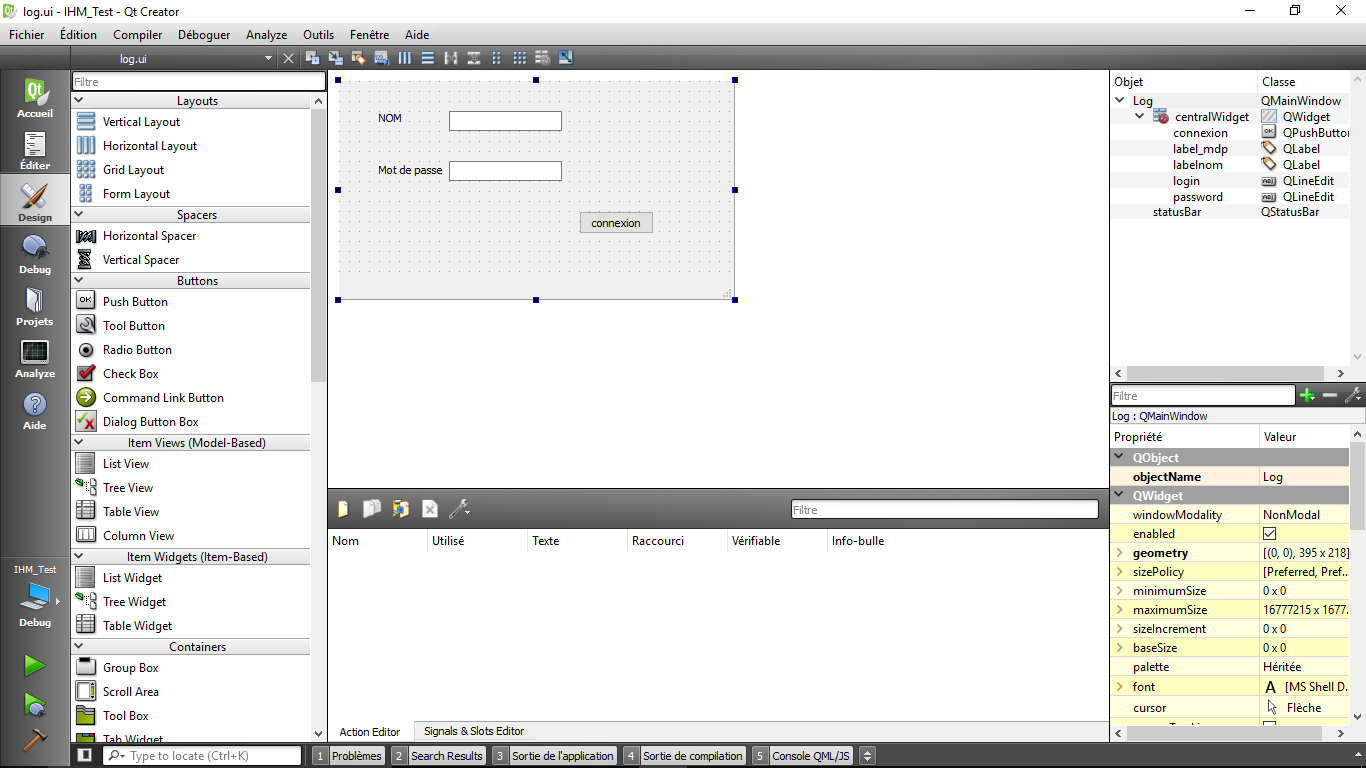 log.ui - IHM_Test - Qt Creator
Fichier Édition Compiler Déboguer Analyze Outils Fenêtre Aide
log.ui
Accueil
Éditer
Design
Debug
Projets
Analyze
Aide
IHM_Test
Debug
Filtre
Layouts
Vertical Layout
Horizontal Layout
Grid Layout
Form Layout
Spacers
Horizontal Spacer
Vertical Spacer
Buttons
Push Button
Tool Button
Radio Button
Check Box
Command Link Button
Dialog Button Box
Item Views (Model-Based)
List View
Tree View
Table View
Column View
Item Widgets (Item-Based)
List Widget
Tree Widget
Table Widget
Containers
Group Box
Scroll Area
Tool Box
Tab Widget
NOM
Mot de passe
connexion
Filtre
Nom Utilisé Texte Raccourci Vérifiable Info-bulle
Action Editor Signals & Slots Editor
Objet Classe
Log QMainWindow
centralWidget QWidget
connexion QPushButton
label_mdp QLabel
labelnom QLabel
login QLineEdit
password QLineEdit
statusBar QStatusBar
Filtre
Log : QMainWindow
Propriété Valeur
QObject
objectName Log
QWidget
windowModality NonModal
enabled
geometry [(0, 0), 395 x 218]
sizePolicy [Preferred, Pref...
minimumSize 0 x 0
maximumSize 16777215 x 1677...
sizeIncrement 0 x 0
baseSize 0 x 0
palette Héritée
font A [MS Shell D...
cursor Flèche
Type to locate (Ctrl+K) 1 Problèmes 2 Search Results 3 Sortie de l'application 4 Sortie de compilation 5 Console QML/JS